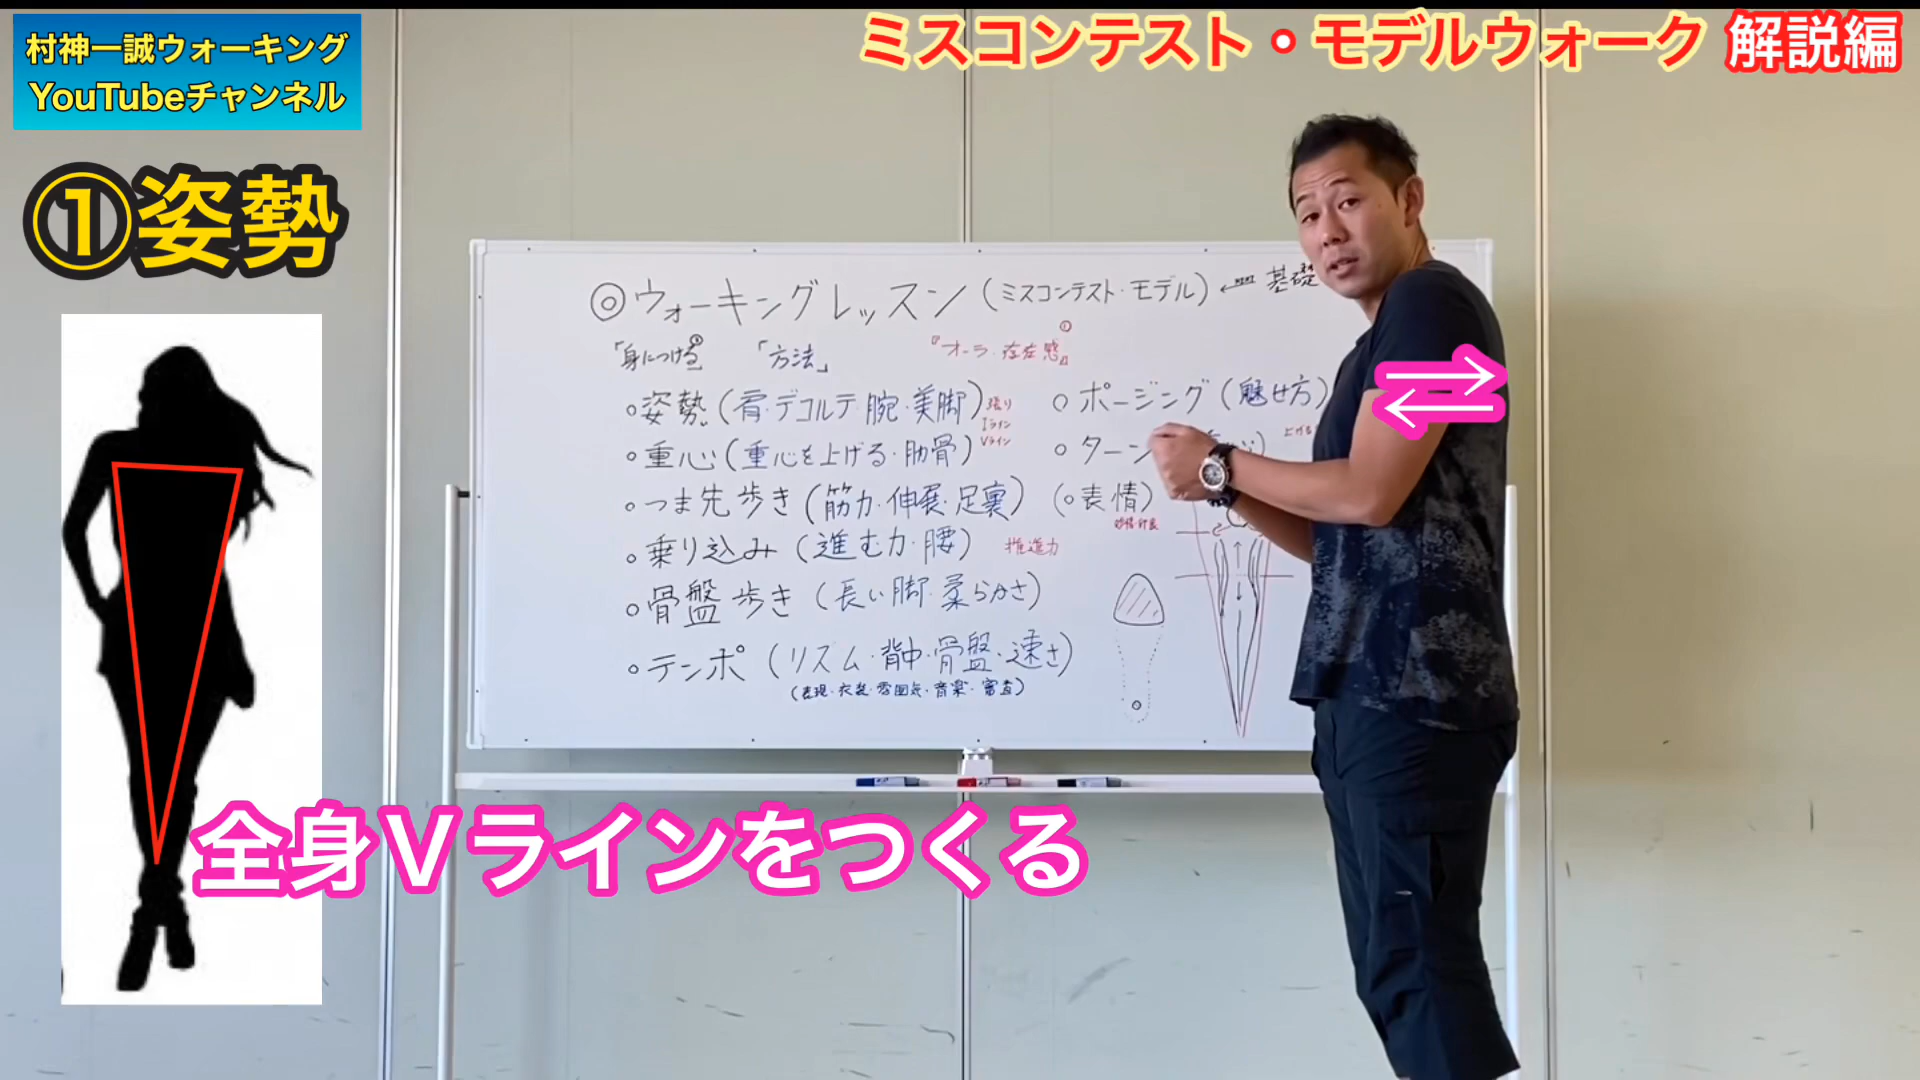 村神一誠ウォーキング
YouTubeチャンネル
ミスコンテスト・モデルウォーク 解説編
①姿勢
◎ウォーキングレッスン(ミスコンテスト・モデル)← 基礎
「身につける」 「方法」 『オーラ・存在感』
○姿勢(肩・デコルテ・腕・美脚)張り
Iライン
Vライン
○重心(重心を上げる・肋骨)
○つま先歩き(筋力・伸展・足裏)
○乗り込み(進む力・腰) 推進力
○骨盤歩き(長い脚・柔らかさ)
○テンポ(リズム・背中・骨盤・速さ)
(表現・衣装・雰囲気・音楽・審査)
○ポージング(魅せ方)
○ターン
(○表情)
全身Vラインをつくる